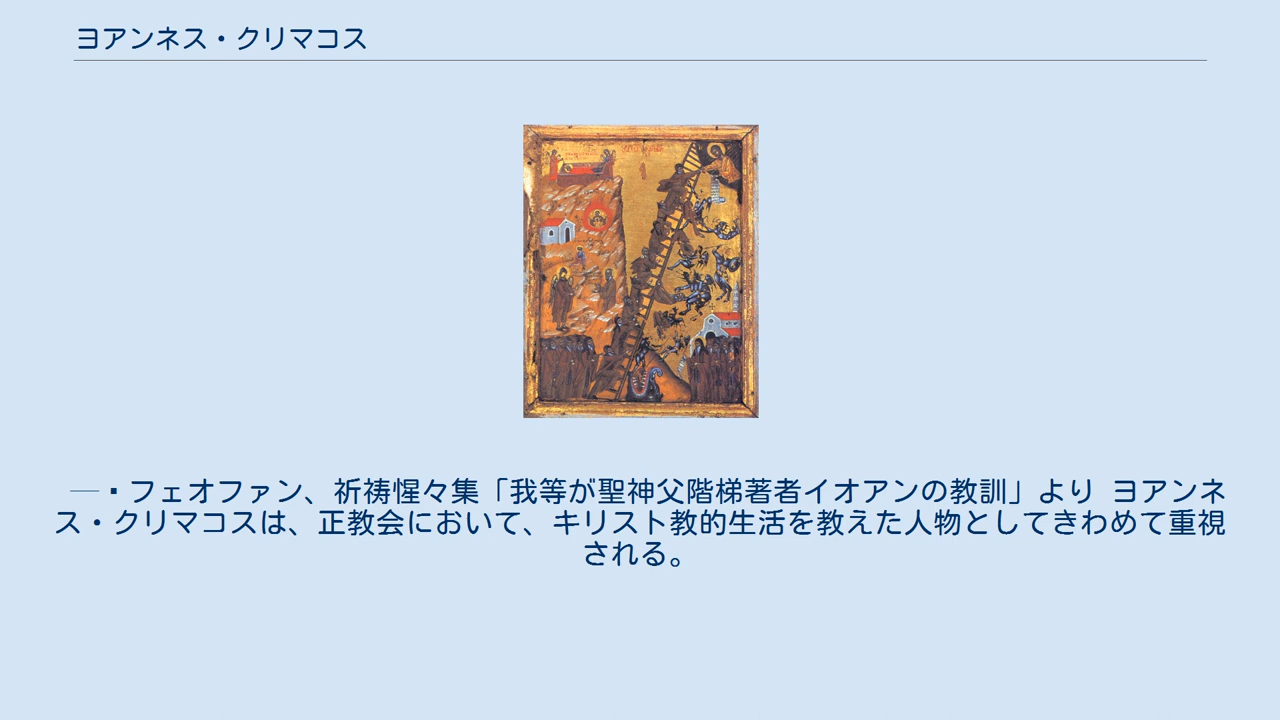 ヨアンネス・クリマコス
―・フェオファン、祈祷惺々集「我等が聖神父階梯著者イオアンの教訓」より ヨアンネ
ス・クリマコスは、正教会において、キリスト教的生活を教えた人物としてきわめて重視
される。